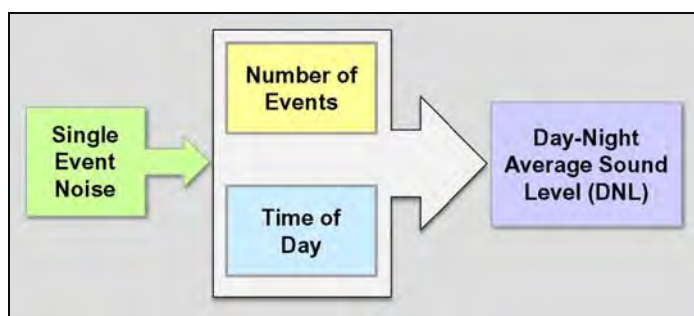 Single
Event
Noise
Number of
Events
Time of
Day
Day-Night
Average Sound
Level (DNL)